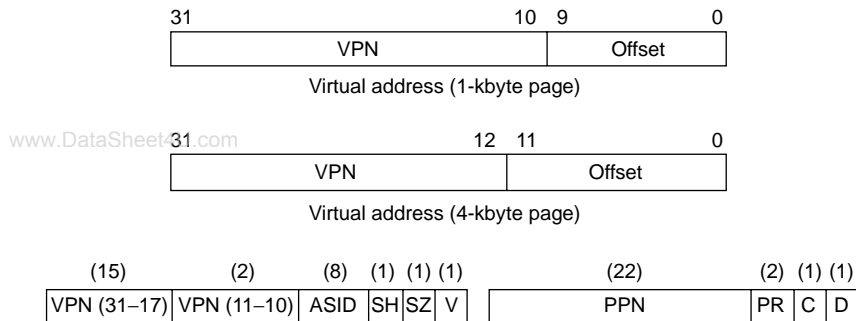 31 10 9 0
VPN Offset
Virtual address (1-kbyte page)
www.DataSheet4U.com
31 12 11 0
VPN Offset
Virtual address (4-kbyte page)
(15) (2) (8) (1) (1) (1) (22) (2) (1) (1)
VPN (31–17) VPN (11–10) ASID SH SZ V PPN PR C D